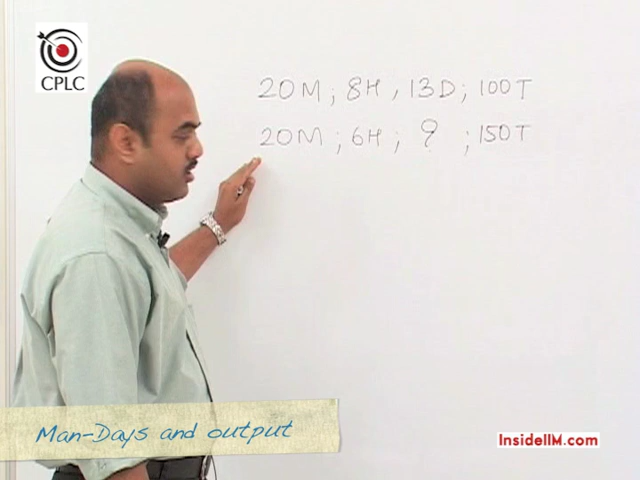 CPLC
20M ; 8H , 13D ; 100T
20M ; 6H ; ? ; 150T
Man-Days and output
InsideIIM.com